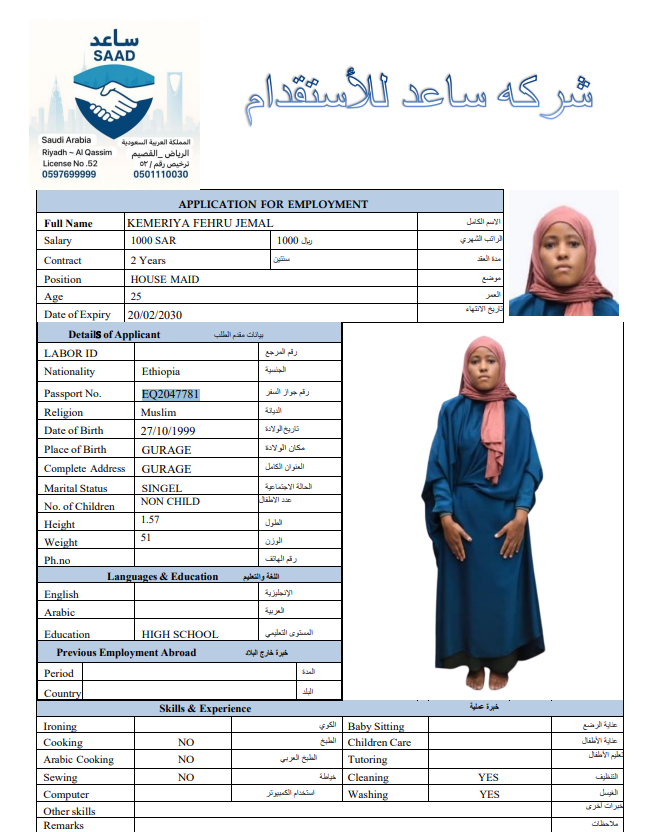 ساعد
SAAD
Saudi Arabia المملكة العربية السعودية
Riyadh ~ Al Qassim الرياض _القصيم
License No .52 ترخيص رقم / ٥٢
0597699999 0501110030
شركه ساعد للأستقدام
APPLICATION FOR EMPLOYMENT
Full Name KEMERIYA FEHRU JEMAL الاسم الكامل
Salary 1000 SAR 1000 ريال الراتب الشهري
Contract 2 Years سنتين مدة العقد
Position HOUSE MAID موضع
Age 25 العمر
Date of Expiry 20/02/2030 تاريخ الانتهاء
Details of Applicant بيانات مقدم الطلب
LABOR ID رقم المرجع
Nationality Ethiopia الجنسية
Passport No. EQ2047781 رقم جواز السفر
Religion Muslim الديانة
Date of Birth 27/10/1999 تاريخ الولادة
Place of Birth GURAGE مكان الولادة
Complete Address GURAGE العنوان الكامل
Marital Status SINGEL الحالة الاجتماعية
No. of Children NON CHILD عدد الاطفال
Height 1.57 الطول
Weight 51 الوزن
Ph.no رقم الهاتف
Languages & Education اللغة والتعليم
English الإنجليزية
Arabic العربية
Education HIGH SCHOOL المستوى التعليمي
Previous Employment Abroad خبرة خارج البلاد
Period المدة
Country البلد
Skills & Experience خبرة عملية
Ironing الكوي Baby Sitting عناية الرضع
Cooking NO الطبخ Children Care عناية الأطفال
Arabic Cooking NO الطبخ العربي Tutoring تعليم الأطفال
Sewing NO خياطة Cleaning YES التنظيف
Computer استخدام الكمبيوتر Washing YES الغسيل
Other skills خبرات أخرى
Remarks ملاحظات